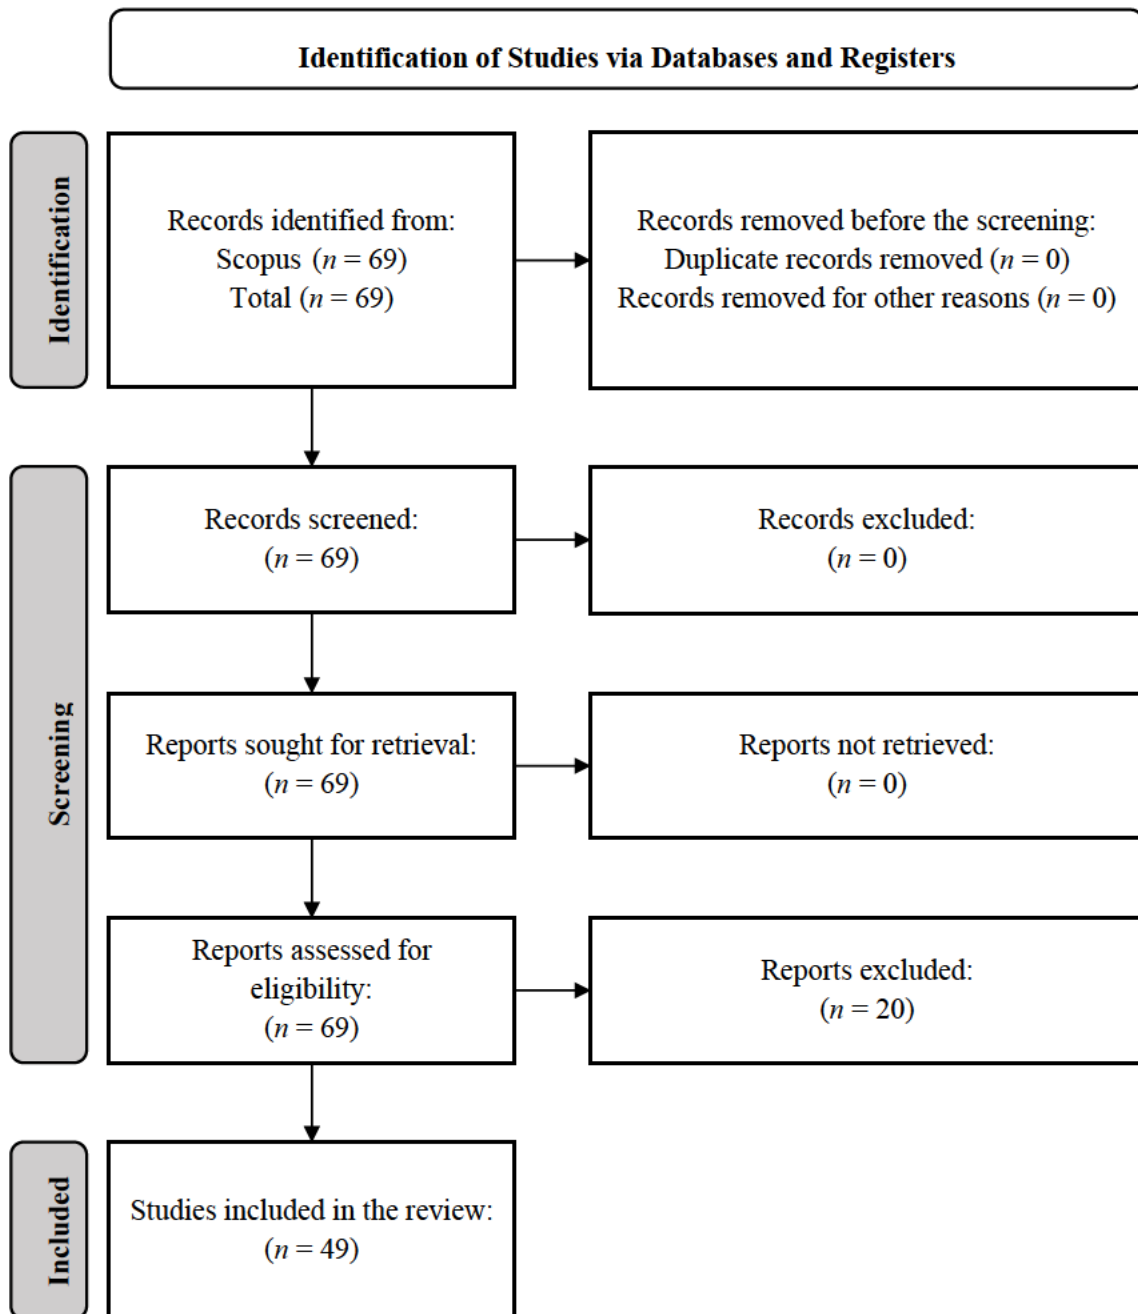 Identification of Studies via Databases and Registers
Identification
Records identified from:
Scopus (n = 69)
Total (n = 69)
Records removed before the screening:
Duplicate records removed (n = 0)
Records removed for other reasons (n = 0)
Screening
Records screened:
(n = 69)
Records excluded:
(n = 0)
Reports sought for retrieval:
(n = 69)
Reports not retrieved:
(n = 0)
Reports assessed for
eligibility:
(n = 69)
Reports excluded:
(n = 20)
Included
Studies included in the review:
(n = 49)